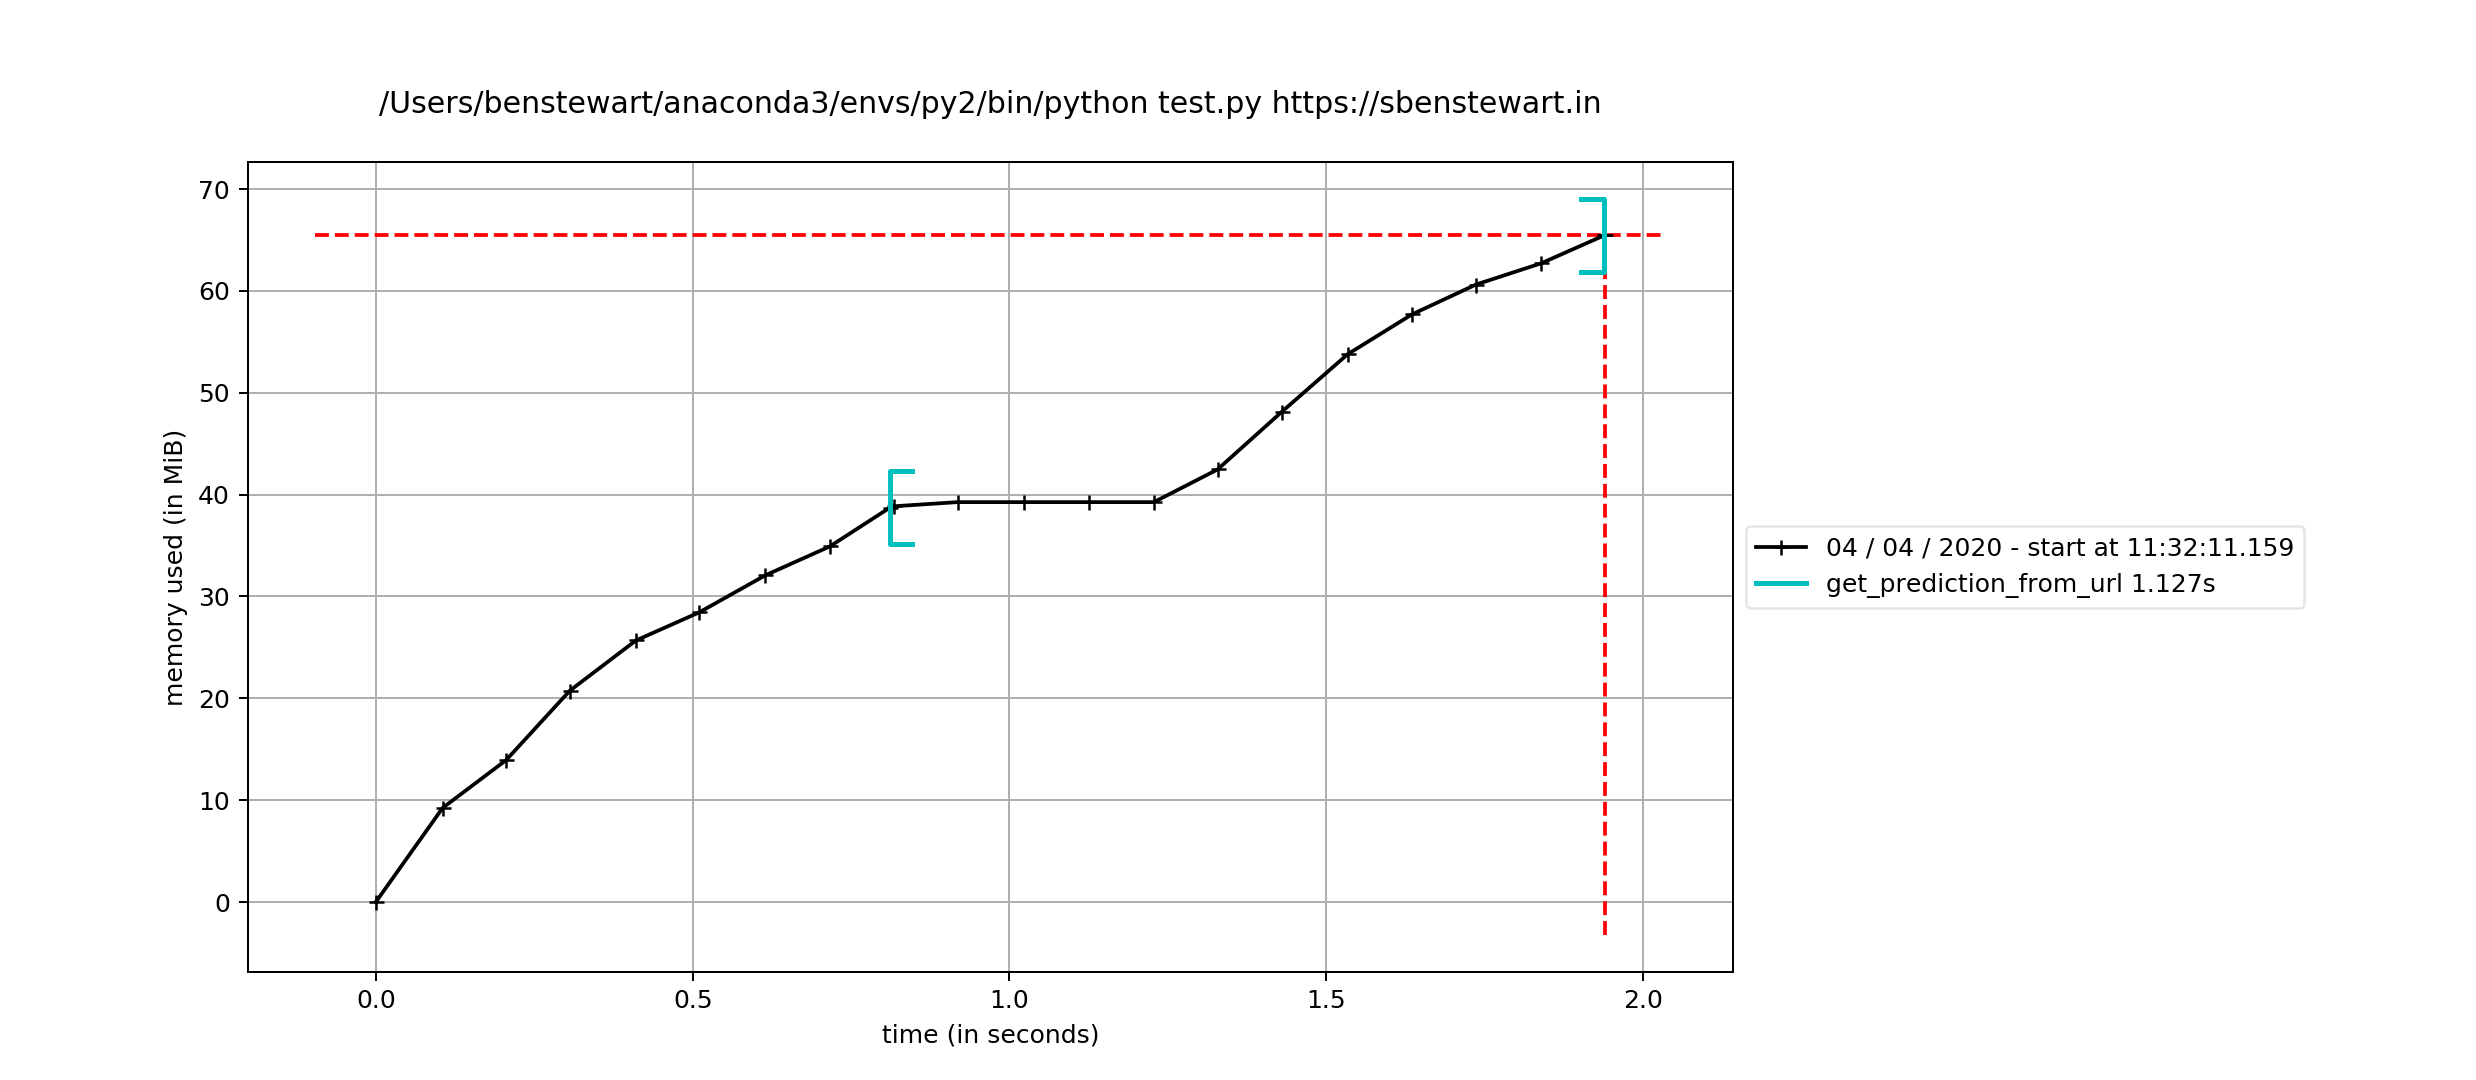 /Users/benstewart/anaconda3/envs/py2/bin/python test.py https://sbenstewart.in
memory used (in MiB)
70
60
50
40
30
20
10
0
0.0 0.5 1.0 1.5 2.0
time (in seconds)
04 / 04 / 2020 - start at 11:32:11.159
get_prediction_from_url 1.127s